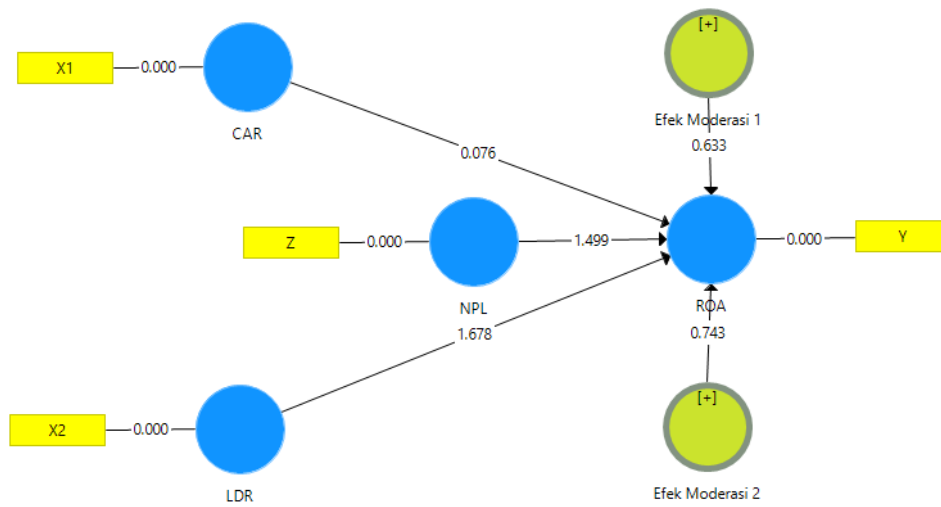 [+]
X1
0.000
CAR
Efek Moderasi 1
0.633
0.076
Z
0.000
NPL
1.499
ROA
0.000
Y
1.678
0.743
X2
0.000
LDR
[+]
Efek Moderasi 2